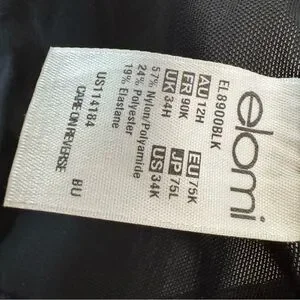 elomi
EL8900BLK
AU 12H EU 75K
FR 90K JP 75L
UK 34H US 34K
57% Nylon/Polyamide
24% Polyester
19% Elastane
US114184 BU
CARE ON REVERSE